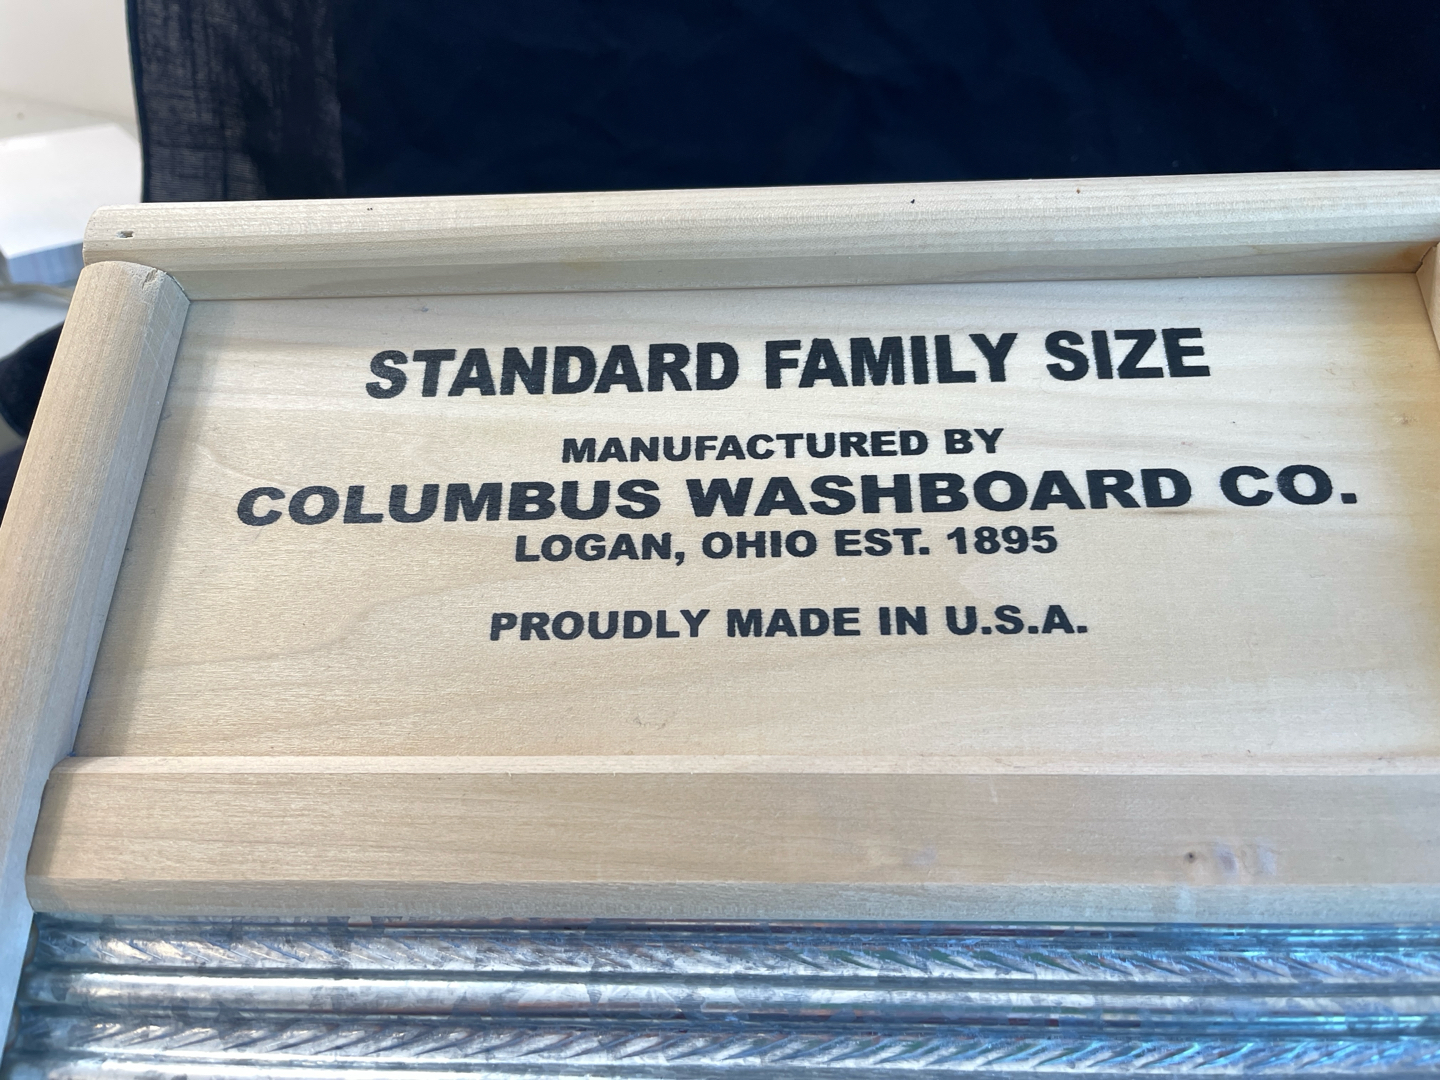 STANDARD FAMILY SIZE
MANUFACTURED BY
COLUMBUS WASHBOARD CO.
LOGAN, OHIO EST. 1895
PROUDLY MADE IN U.S.A.